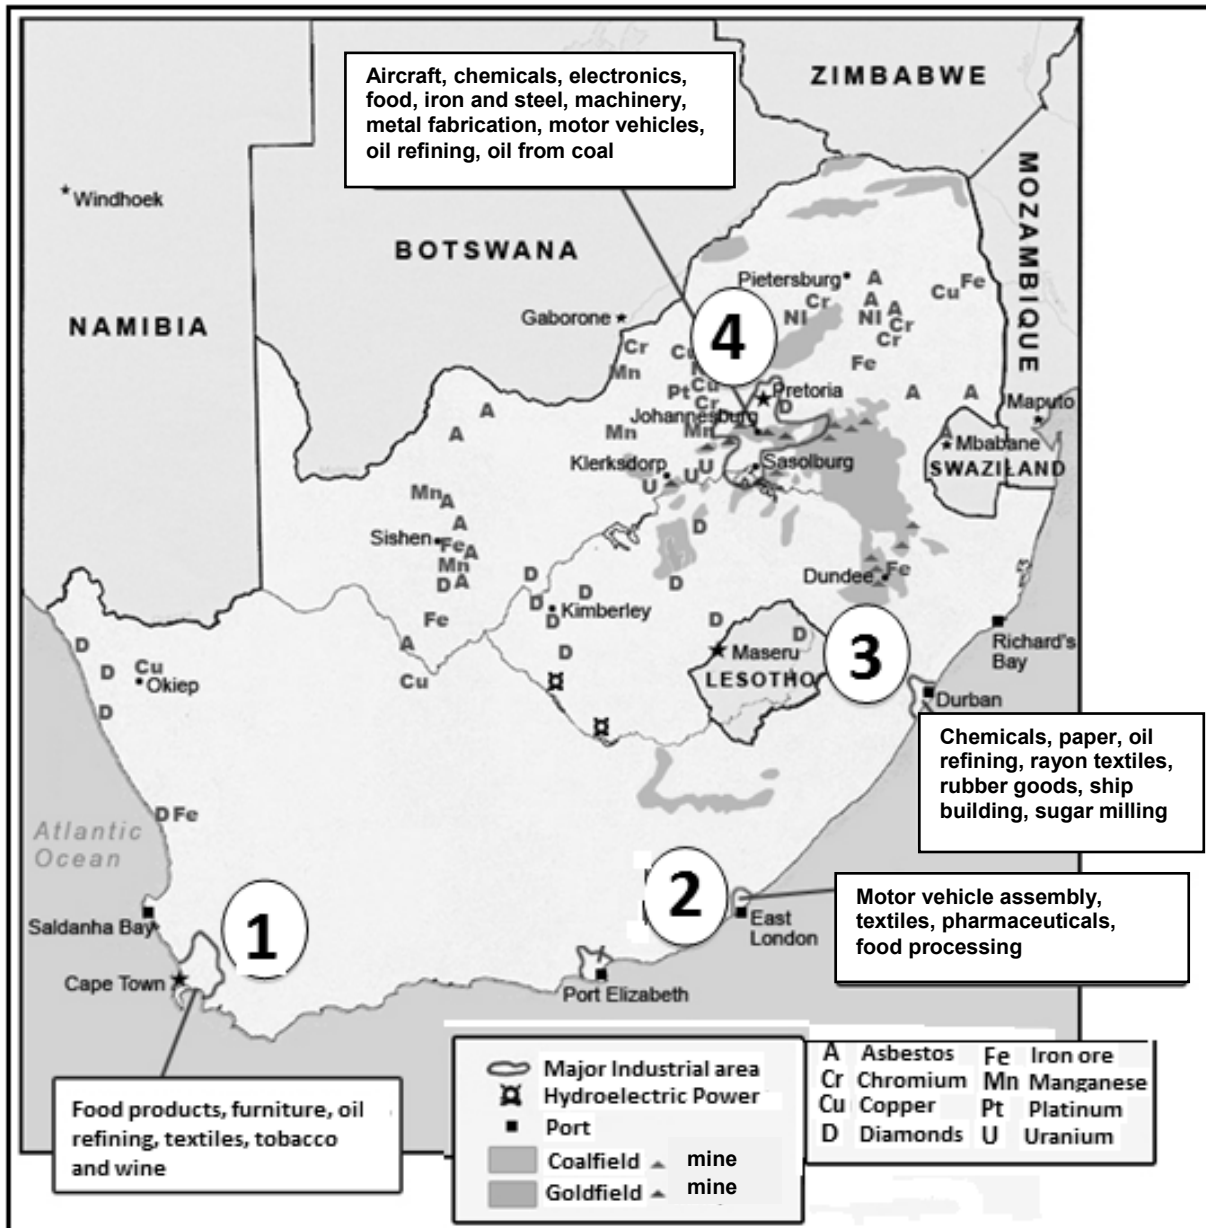 Aircraft, chemicals, electronics,
food, iron and steel, machinery,
metal fabrication, motor vehicles,
oil refining, oil from coal
ZIMBABWE
MOZAMBIQUE
Windhoek
BOTSWANA
NAMIBIA
Pietersburg
A
Cu Fe
Cr
A
NI
NI
A
Cr
Cr
Gaborone
4
Cr
Mn
Fe
Pt
Cu
Cr
Pretoria
D
A
A
Maputo
A
A
Johannesburg
Mn
Mn
A
Mbabane
SWAZILAND
Klerksdorp
U
U
U
Sasolburg
Mn
A
A
Sishen
Fe
A
Mn
D A
D
D
Dundee
Fe
D
D
D
Kimberley
D
D
Fe
A
D
D
Maseru
LESOTHO
3
Richard's
Bay
D
D
Cu
Okiep
D
Cu
Durban
Chemicals, paper, oil
refining, rayon textiles,
rubber goods, ship
building, sugar milling
D Fe
Atlantic
Ocean
2
Motor vehicle assembly,
textiles, pharmaceuticals,
food processing
East
London
Saldanha Bay
1
Cape Town
Port Elizabeth
Food products, furniture, oil
refining, textiles, tobacco
and wine
Major Industrial area
Hydroelectric Power
Port
Coalfield mine
Goldfield mine
A Asbestos Fe Iron ore
Cr Chromium Mn Manganese
Cu Copper Pt Platinum
D Diamonds U Uranium